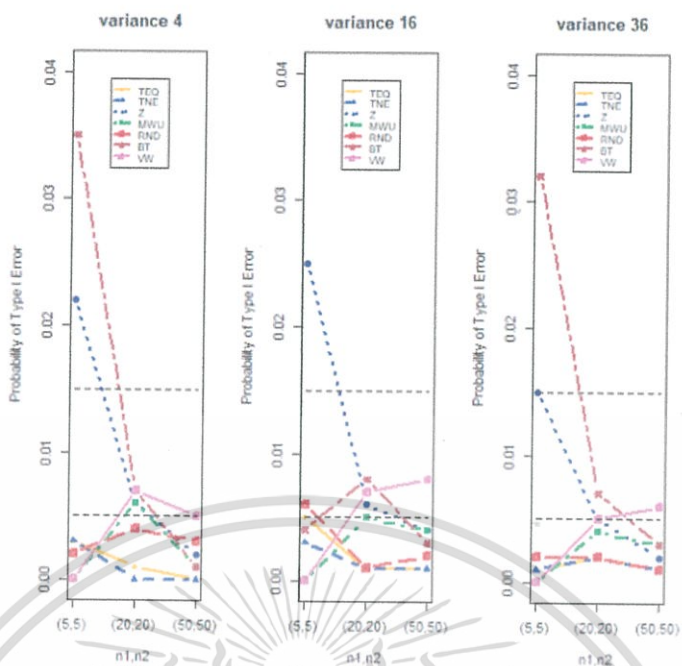 variance 4
0.04
0.03
0.02
0.01
0.00
Probability of Type I Error
TEQ
TNE
Z
MWU
RND
BT
VW
(5,5)
(20,20)
(50,50)
n1,n2
variance 16
0.04
0.03
0.02
0.01
0.00
Probability of Type I Error
TEQ
TNE
Z
MWU
RND
BT
VW
(5,5)
(20,20)
(50,50)
n1,n2
variance 36
0.04
0.03
0.02
0.01
0.00
Probability of Type I Error
TEQ
TNE
Z
MWU
RND
BT
VW
(5,5)
(20,20)
(50,50)
n1,n2